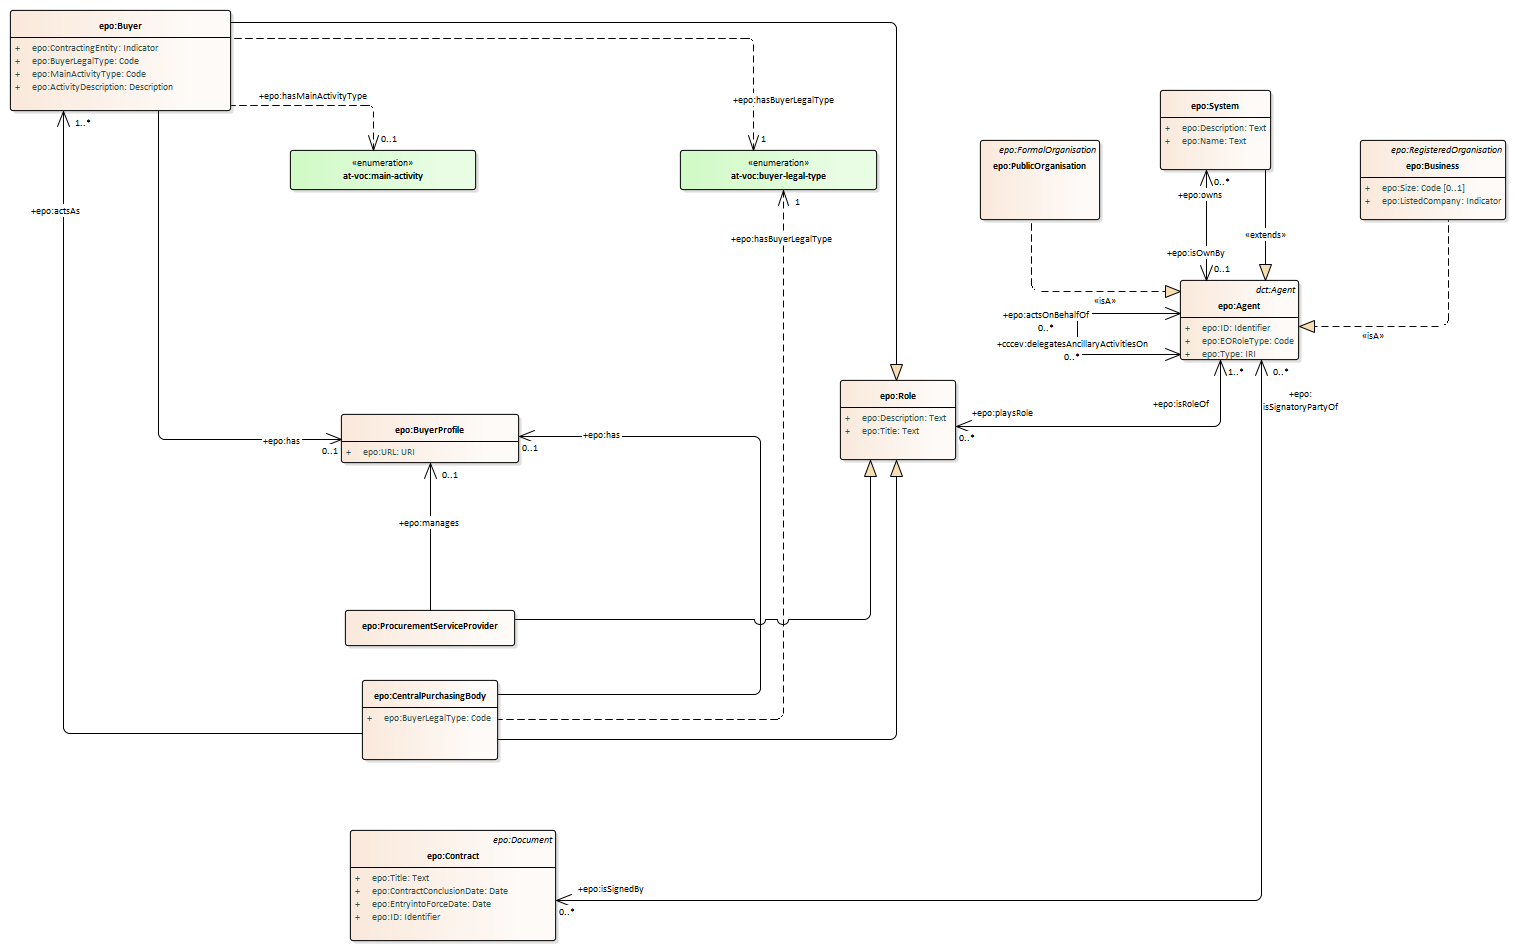 epo:Buyer
+ epo:ContractingEntity: Indicator
+ epo:BuyerLegalType: Code
+ epo:MainActivityType: Code
+ epo:ActivityDescription: Description
1..*
+epo:hasMainActivityType
0..1
+epo:hasBuyerLegalType
1
«enumeration»
at-voc:main-activity
«enumeration»
at-voc:buyer-legal-type
1
+epo:hasBuyerLegalType
+epo:actsAs
epo:System
+ epo:Description: Text
+ epo:Name: Text
epo:FormalOrganisation
epo:PublicOrganisation
epo:RegisteredOrganisation
epo:Business
+ epo:Size: Code [0..1]
+ epo:ListedCompany: Indicator
0..*
+epo:owns
«extends»
+epo:isOwnBy
0..1
dct:Agent
epo:Agent
+ epo:ID: Identifier
+ epo:EORoleType: Code
+ epo:Type: IRI
«isA»
«isA»
+epo:actsOnBehalfOf
0..*
+cccev:delegatesAncillaryActivitiesOn
0..*
1..*
0..*
+epo:isRoleOf
+epo:
isSignatoryPartyOf
epo:Role
+ epo:Description: Text
+ epo:Title: Text
+epo:playsRole
0..*
epo:BuyerProfile
+ epo:URL: URI
+epo:has
0..1
+epo:has
0..1
0..1
+epo:manages
epo:ProcurementServiceProvider
epo:CentralPurchasingBody
+ epo:BuyerLegalType: Code
epo:Document
epo:Contract
+ epo:Title: Text
+ epo:ContractConclusionDate: Date
+ epo:EntryintoForceDate: Date
+ epo:ID: Identifier
+epo:isSignedBy
0..*